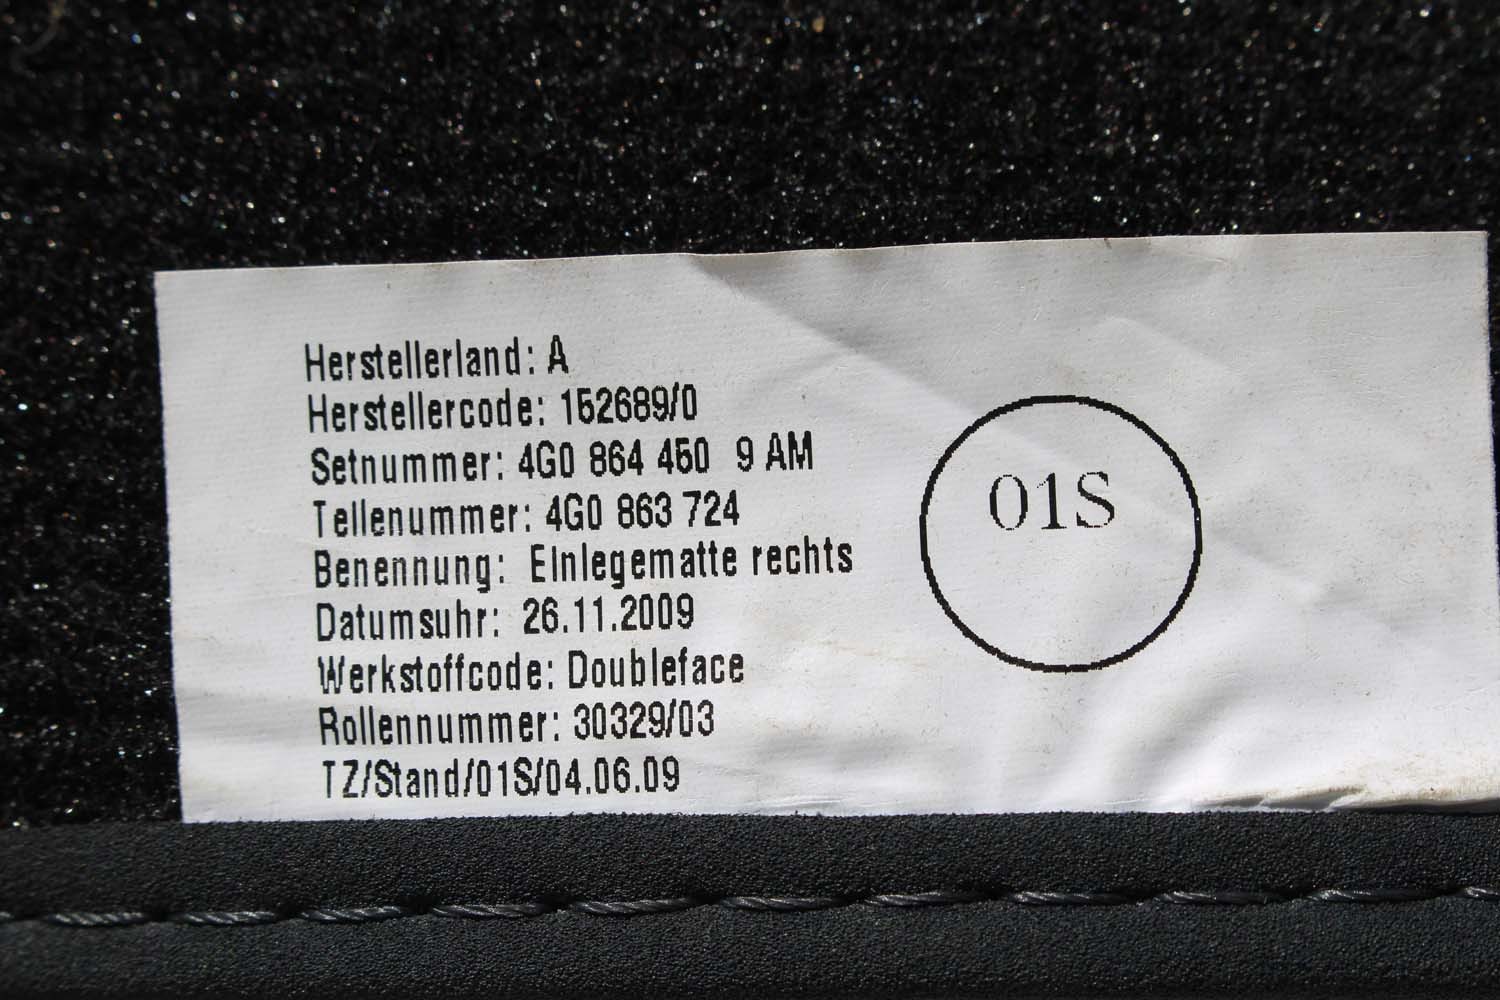 Herstellerland: A
Herstellercode: 152689/0
Setnummer: 4G0 864 450 9 AM
Teilenummer: 4G0 863 724
Benennung: Einlegematte rechts
Datumsuhr: 26.11.2009
Werkstoffcode: Doubleface
Rollennummer: 30329/03
TZ/Stand/01S/04.06.09
01S